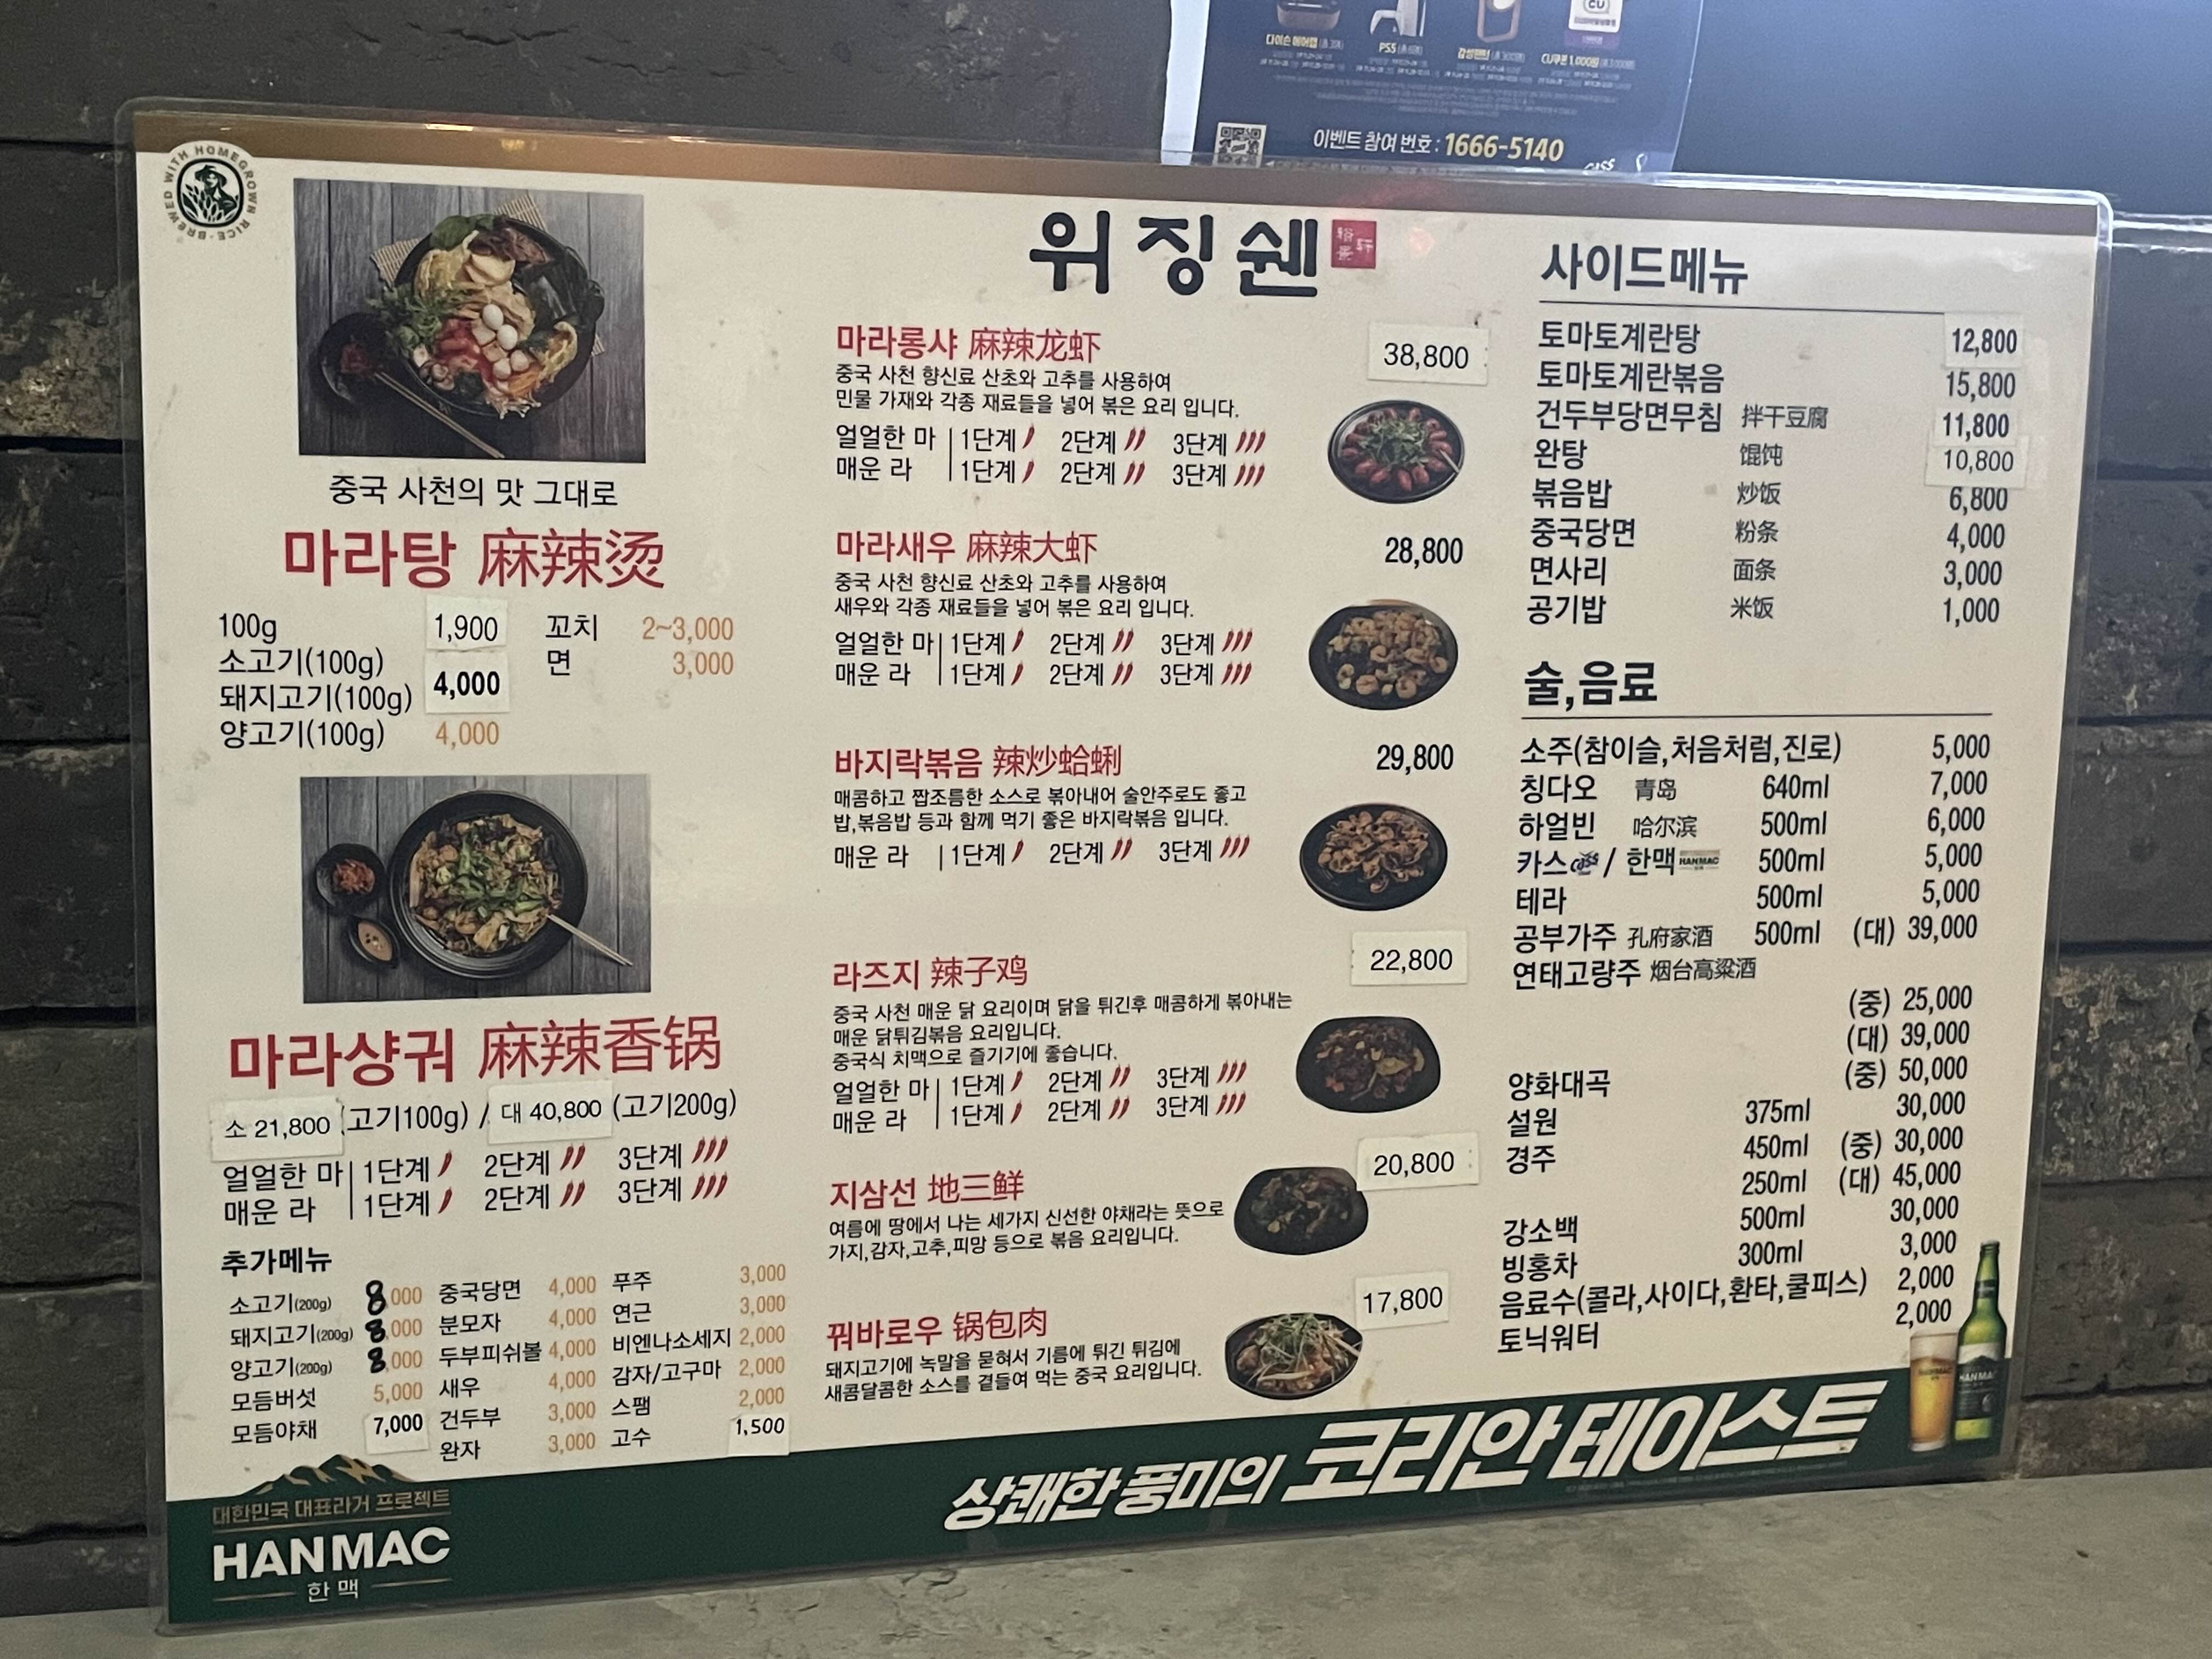 다이슨 에어랩
PS5
감성랜턴
CU쿠폰 1,000원
이벤트 참여 번호 : 1666-5140
BREWED WITH HOMEGROWN RICE
중국 사천의 맛 그대로
마라탕 麻辣烫
100g 1,900 꼬치 2~3,000
소고기(100g) 면 3,000
돼지고기(100g) 4,000
양고기(100g) 4,000
마라샹궈 麻辣香锅
소 21,800 (고기100g) / 대 40,800 (고기200g)
얼얼한 마 | 1단계 2단계 3단계
매운 라 | 1단계 2단계 3단계
추가메뉴
소고기(200g) 8,000 중국당면 4,000 푸주 3,000
돼지고기(200g) 8,000 분모자 4,000 연근 3,000
양고기(200g) 8,000 두부피쉬볼 4,000 비엔나소세지 2,000
모듬버섯 5,000 새우 4,000 감자/고구마 2,000
모듬야채 7,000 건두부 3,000 스팸 2,000
완자 3,000 고수 1,500
위징쉔
裕景轩
마라롱샤 麻辣龙虾 38,800
중국 사천 향신료 산초와 고추를 사용하여
민물 가재와 각종 재료들을 넣어 볶은 요리 입니다.
얼얼한 마 | 1단계 2단계 3단계
매운 라 | 1단계 2단계 3단계
마라새우 麻辣大虾 28,800
중국 사천 향신료 산초와 고추를 사용하여
새우와 각종 재료들을 넣어 볶은 요리 입니다.
얼얼한 마 | 1단계 2단계 3단계
매운 라 | 1단계 2단계 3단계
바지락볶음 辣炒蛤蜊 29,800
매콤하고 짭조름한 소스로 볶아내어 술안주로도 좋고
밥,볶음밥 등과 함께 먹기 좋은 바지락볶음 입니다.
매운 라 | 1단계 2단계 3단계
라즈지 辣子鸡 22,800
중국 사천 매운 닭 요리이며 닭을 튀긴후 매콤하게 볶아내는
매운 닭튀김볶음 요리입니다.
중국식 치맥으로 즐기기에 좋습니다.
얼얼한 마 | 1단계 2단계 3단계
매운 라 | 1단계 2단계 3단계
지삼선 地三鲜 20,800
여름에 땅에서 나는 세가지 신선한 야채라는 뜻으로
가지,감자,고추,피망 등으로 볶음 요리입니다.
꿔바로우 锅包肉 17,800
돼지고기에 녹말을 묻혀서 기름에 튀긴 튀김에
새콤달콤한 소스를 곁들여 먹는 중국 요리입니다.
사이드메뉴
토마토계란탕 12,800
토마토계란볶음 15,800
건두부당면무침 拌干豆腐 11,800
완탕 馄饨 10,800
볶음밥 炒饭 6,800
중국당면 粉条 4,000
면사리 面条 3,000
공기밥 米饭 1,000
술,음료
소주(참이슬,처음처럼,진로) 5,000
칭다오 青岛 640ml 7,000
하얼빈 哈尔滨 500ml 6,000
카스 Cass / 한맥 HANMAC 500ml 5,000
테라 500ml 5,000
공부가주 孔府家酒 500ml (대) 39,000
연태고량주 烟台高粱酒
(중) 25,000
(대) 39,000
양화대곡 (중) 50,000
설원 375ml 30,000
경주 450ml (중) 30,000
250ml (대) 45,000
강소백 500ml 30,000
빙홍차 300ml 3,000
음료수(콜라,사이다,환타,쿨피스) 2,000
토닉워터 2,000
대한민국 대표라거 프로젝트
HANMAC
한맥
상쾌한 풍미의 코리안 테이스트
HANMAC